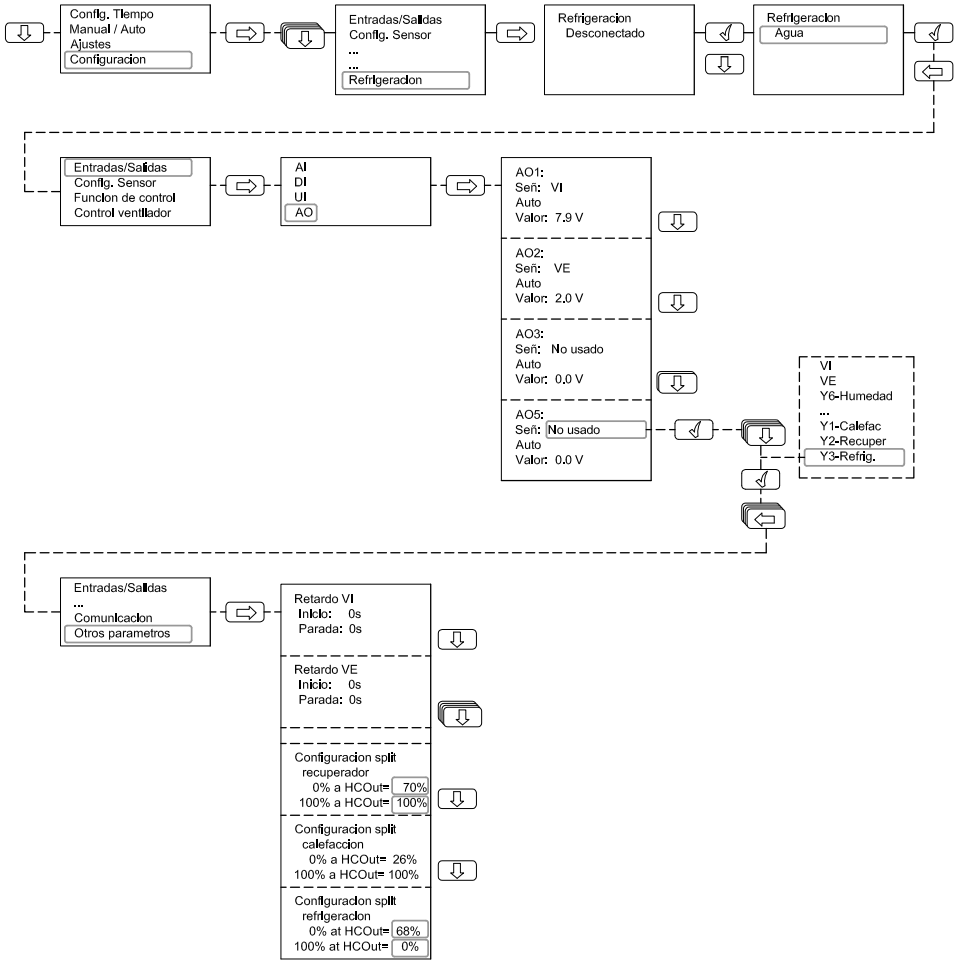 Config. Tiempo
Manual / Auto
Ajustes
Configuracion
Entradas/Salidas
Config. Sensor
...
...
Refrigeracion
Refrigeracion
Desconectado
Refrigeracion
Agua
Entradas/Salidas
Config. Sensor
Funcion de control
Control ventilador
AI
DI
UI
AO
AO1:
Señ: VI
Auto
Valor: 7.9 V
AO2:
Señ: VE
Auto
Valor: 2.0 V
AO3:
Señ: No usado
Auto
Valor: 0.0 V
AO5:
Señ: No usado
Auto
Valor: 0.0 V
VI
VE
Y6-Humedad
...
Y1-Calefac
Y2-Recuper
Y3-Refrig.
Entradas/Salidas
...
Comunicacion
Otros parametros
Retardo VI
Inicio: 0s
Parada: 0s
Retardo VE
Inicio: 0s
Parada: 0s
Configuracion split
recuperador
0% a HCOut= 70%
100% a HCOut= 100%
Configuracion split
calefaccion
0% a HCOut= 26%
100% a HCOut= 100%
Configuracion split
refrigeracion
0% at HCOut= 68%
100% at HCOut= 0%